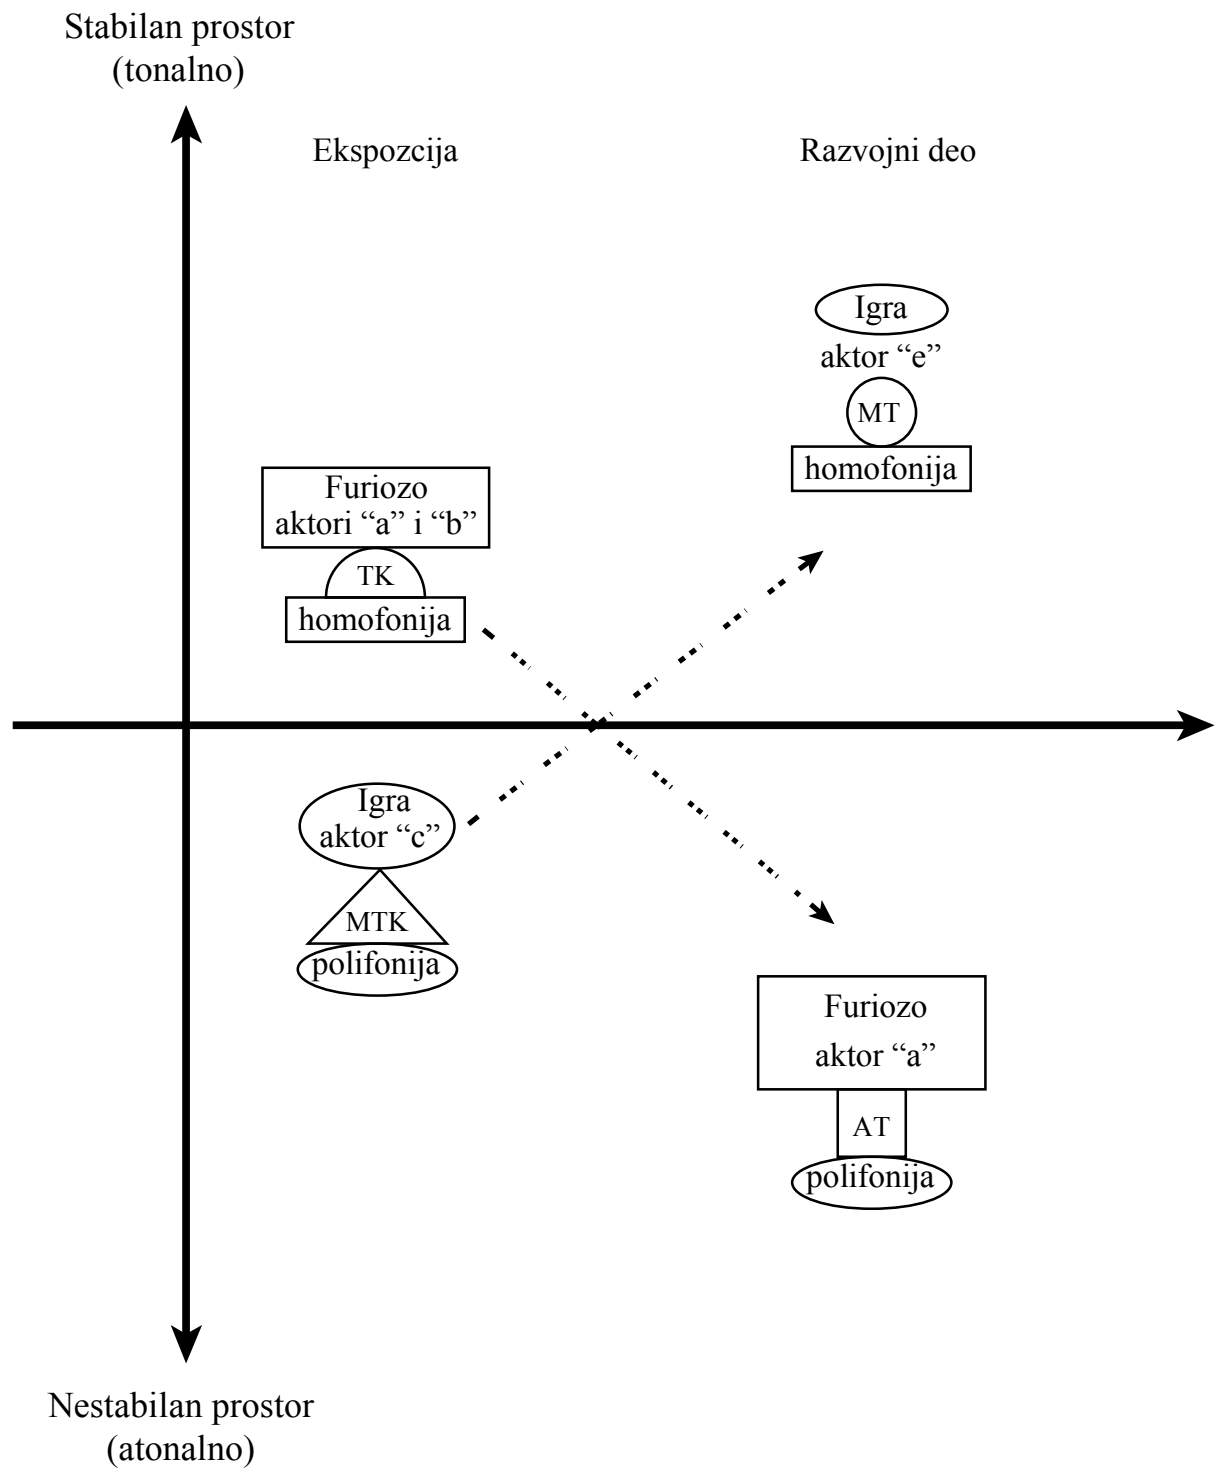 Stabilan prostor
(tonalno)
Ekspozcija
Razvojni deo
Igra
aktor “e”
MT
homofonija
Furiozo
aktori “a” i “b”
TK
homofonija
Igra
aktor “c”
MTK
polifonija
Furiozo
aktor “a”
AT
polifonija
Nestabilan prostor
(atonalno)